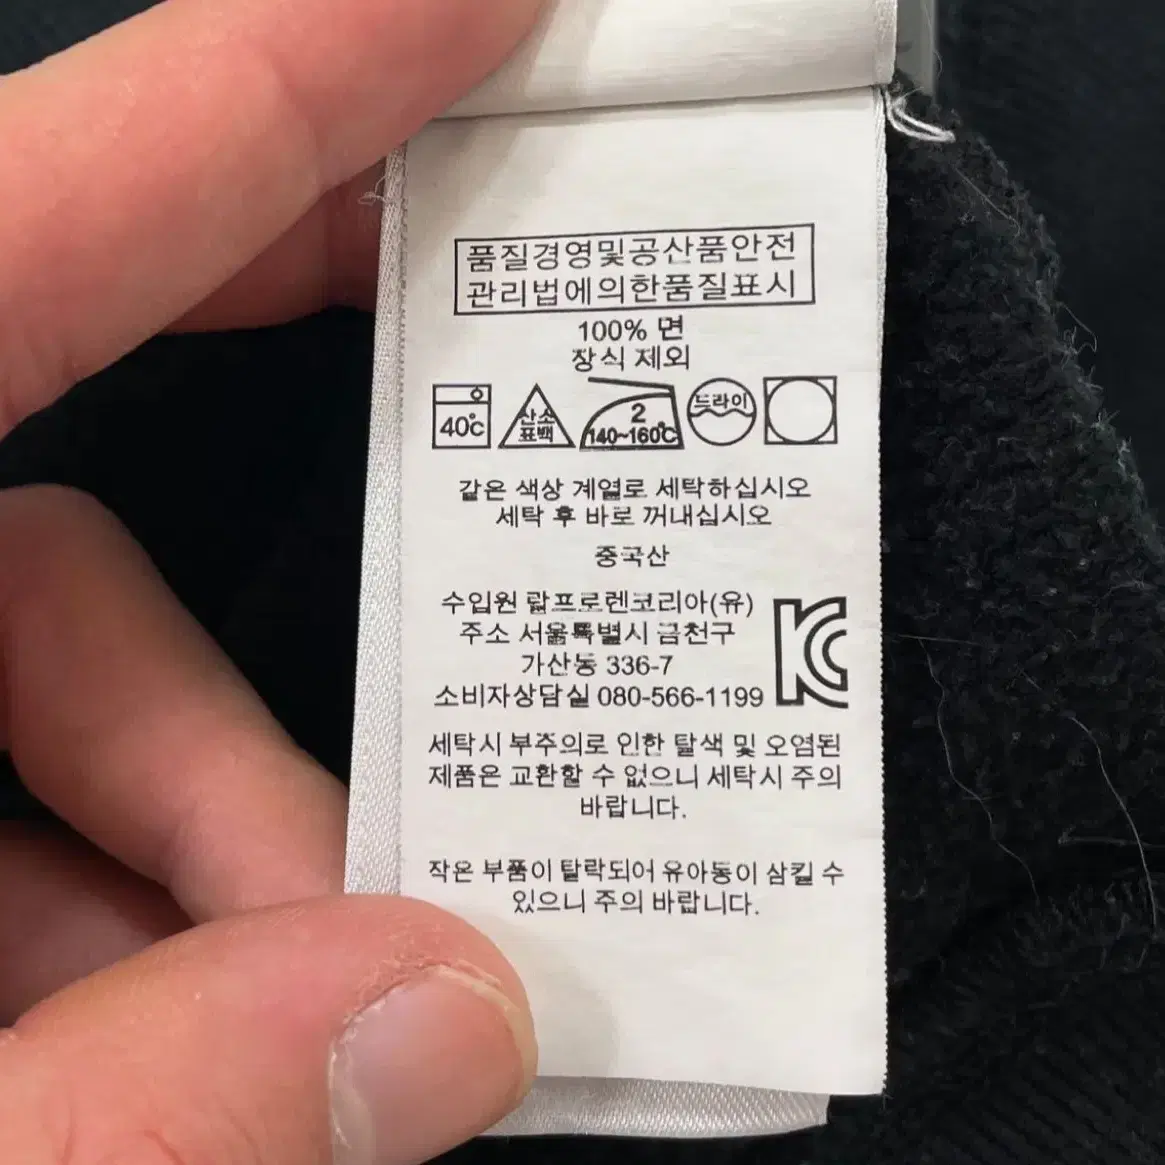 품질경영및공산품안전
관리법에의한품질표시
100% 면
장식 제외
40℃
산소
표백
2
140~160℃
드라이
같은 색상 계열로 세탁하십시오
세탁 후 바로 꺼내십시오
중국산
수입원 랄프로렌코리아(유)
주소 서울특별시 금천구
가산동 336-7
소비자상담실 080-566-1199
KC
세탁시 부주의로 인한 탈색 및 오염된
제품은 교환할 수 없으니 세탁시 주의
바랍니다.
작은 부품이 탈락되어 유아동이 삼킬 수
있으니 주의 바랍니다.